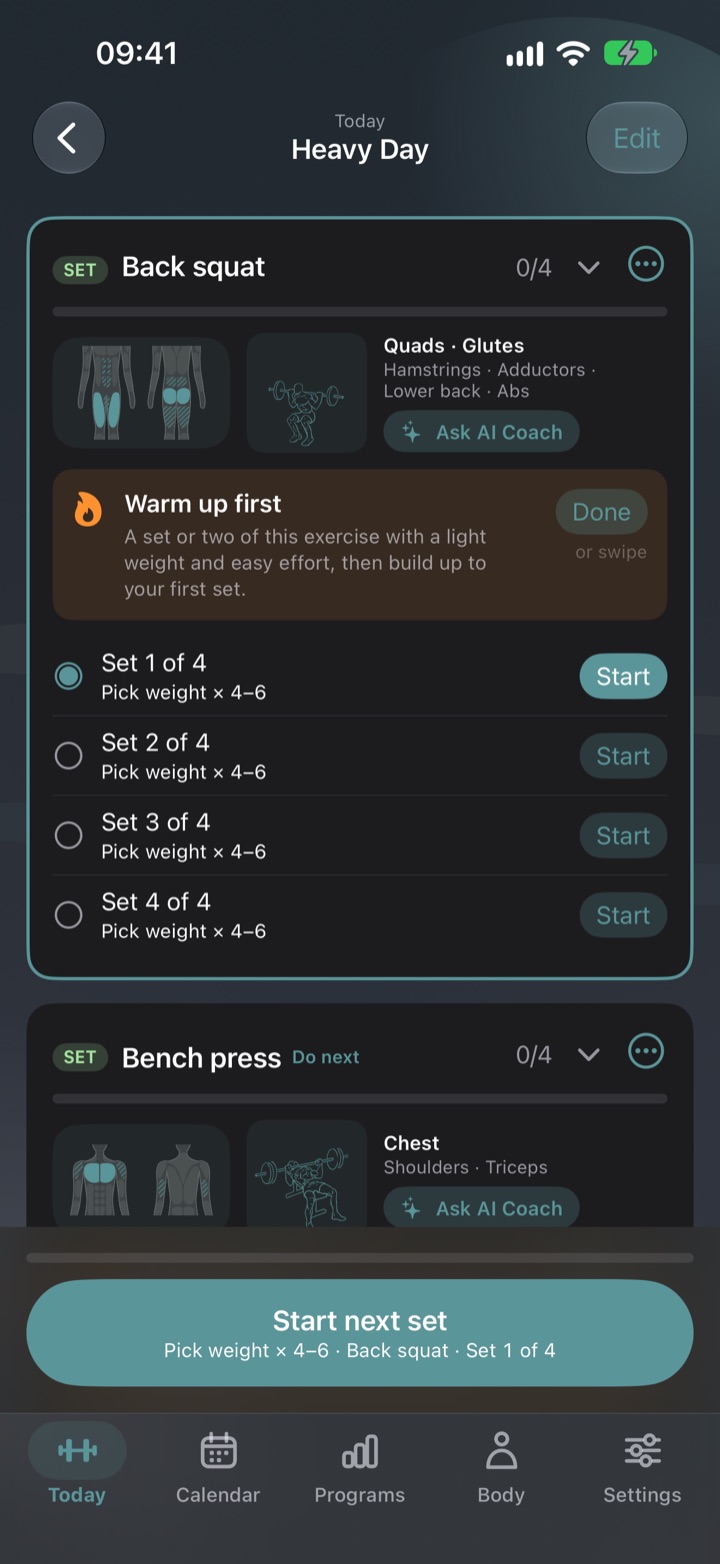 09:41
Today
Heavy Day
Edit
SET Back squat 0/4
Quads · Glutes
Hamstrings · Adductors ·
Lower back · Abs
Ask AI Coach
Warm up first
Done
A set or two of this exercise with a light
weight and easy effort, then build up to
your first set.
or swipe
Set 1 of 4
Pick weight × 4–6
Start
Set 2 of 4
Pick weight × 4–6
Start
Set 3 of 4
Pick weight × 4–6
Start
Set 4 of 4
Pick weight × 4–6
Start
SET Bench press Do next 0/4
Chest
Shoulders · Triceps
Ask AI Coach
Start next set
Pick weight × 4–6 · Back squat · Set 1 of 4
Today
Calendar
Programs
Body
Settings